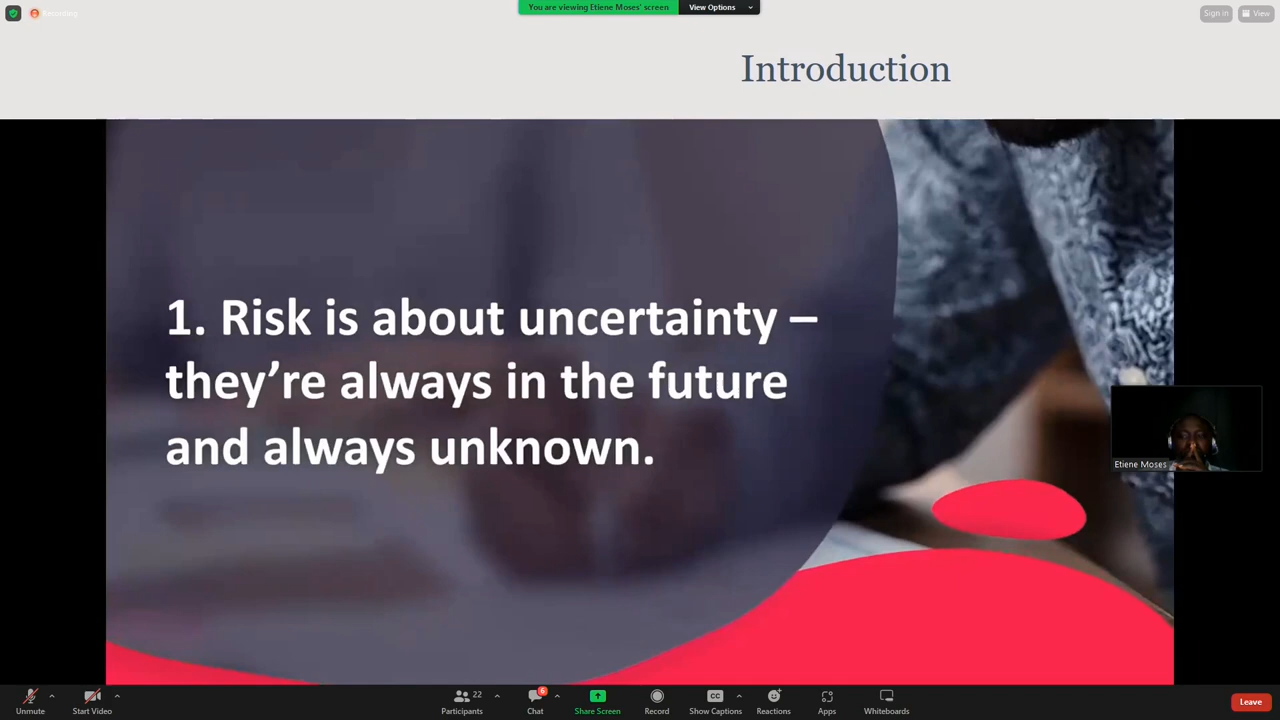 Recording
You are viewing Etiene Moses' screen
View Options
Sign in
View
Introduction
1. Risk is about uncertainty –
they're always in the future
and always unknown.
Etiene Moses
Unmute
Start Video
22
Participants
6
Chat
Share Screen
Record
CC
Show Captions
Reactions
Apps
Whiteboards
Leave